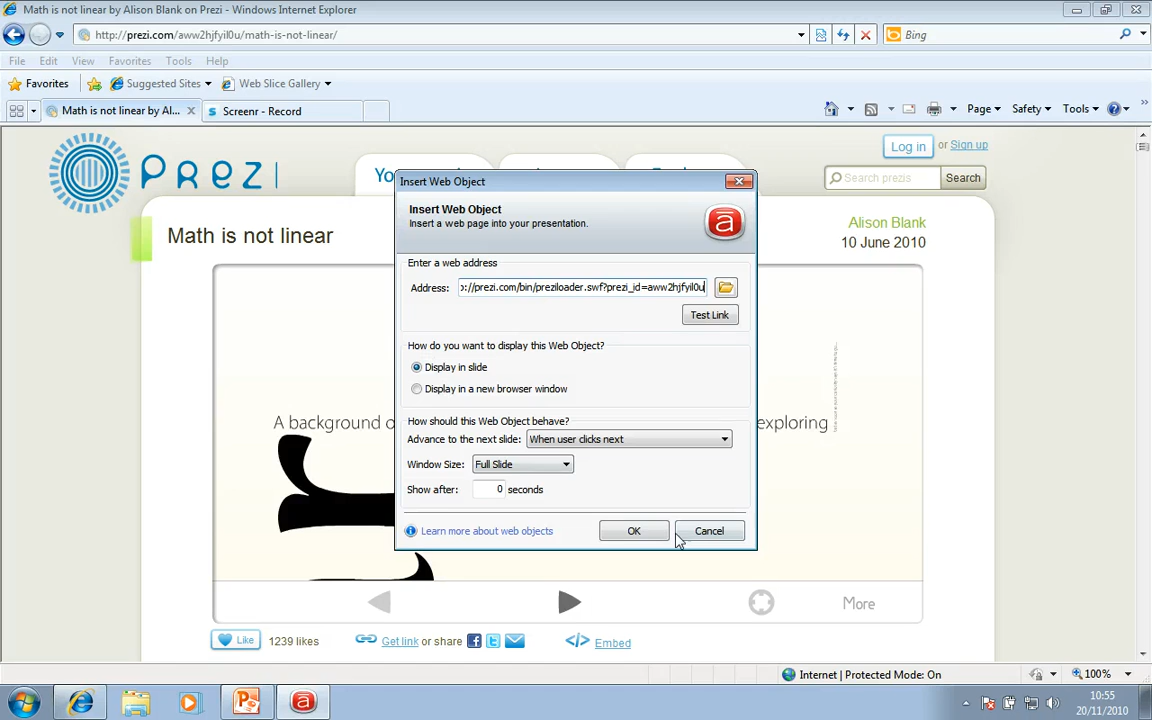 Math is not linear by Alison Blank on Prezi - Windows Internet Explorer
http://prezi.com/aww2hjfyil0u/math-is-not-linear/
Bing
File Edit View Favorites Tools Help
Favorites Suggested Sites Web Slice Gallery
Math is not linear by Al... Screenr - Record
Page Safety Tools
PREZI
Yo
Log in or Sign up
Search prezis Search
Math is not linear
Alison Blank
10 June 2010
Insert Web Object
Insert Web Object
Insert a web page into your presentation.
Enter a web address
Address: ://prezi.com/bin/preziloader.swf?prezi_id=aww2hjfyil0u
Test Link
How do you want to display this Web Object?
Display in slide
Display in a new browser window
How should this Web Object behave?
Advance to the next slide: When user clicks next
Window Size: Full Slide
Show after: 0 seconds
Learn more about web objects OK Cancel
A background o exploring
Like 1239 likes Get link or share Embed
More
Internet | Protected Mode: On 100%
10:55
20/11/2010